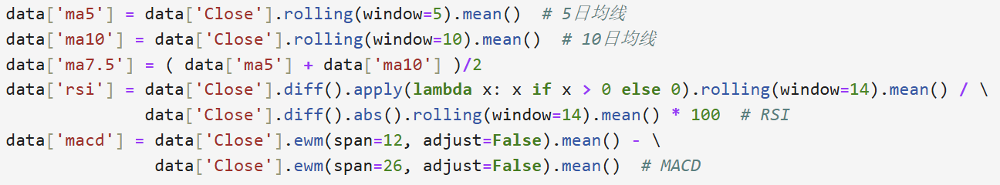 data['ma5'] = data['Close'].rolling(window=5).mean()  # 5日均线
data['ma10'] = data['Close'].rolling(window=10).mean()  # 10日均线
data['ma7.5'] = ( data['ma5'] + data['ma10'] )/2
data['rsi'] = data['Close'].diff().apply(lambda x: x if x > 0 else 0).rolling(window=14).mean() / \
              data['Close'].diff().abs().rolling(window=14).mean() * 100  # RSI
data['macd'] = data['Close'].ewm(span=12, adjust=False).mean() - \
               data['Close'].ewm(span=26, adjust=False).mean()  # MACD